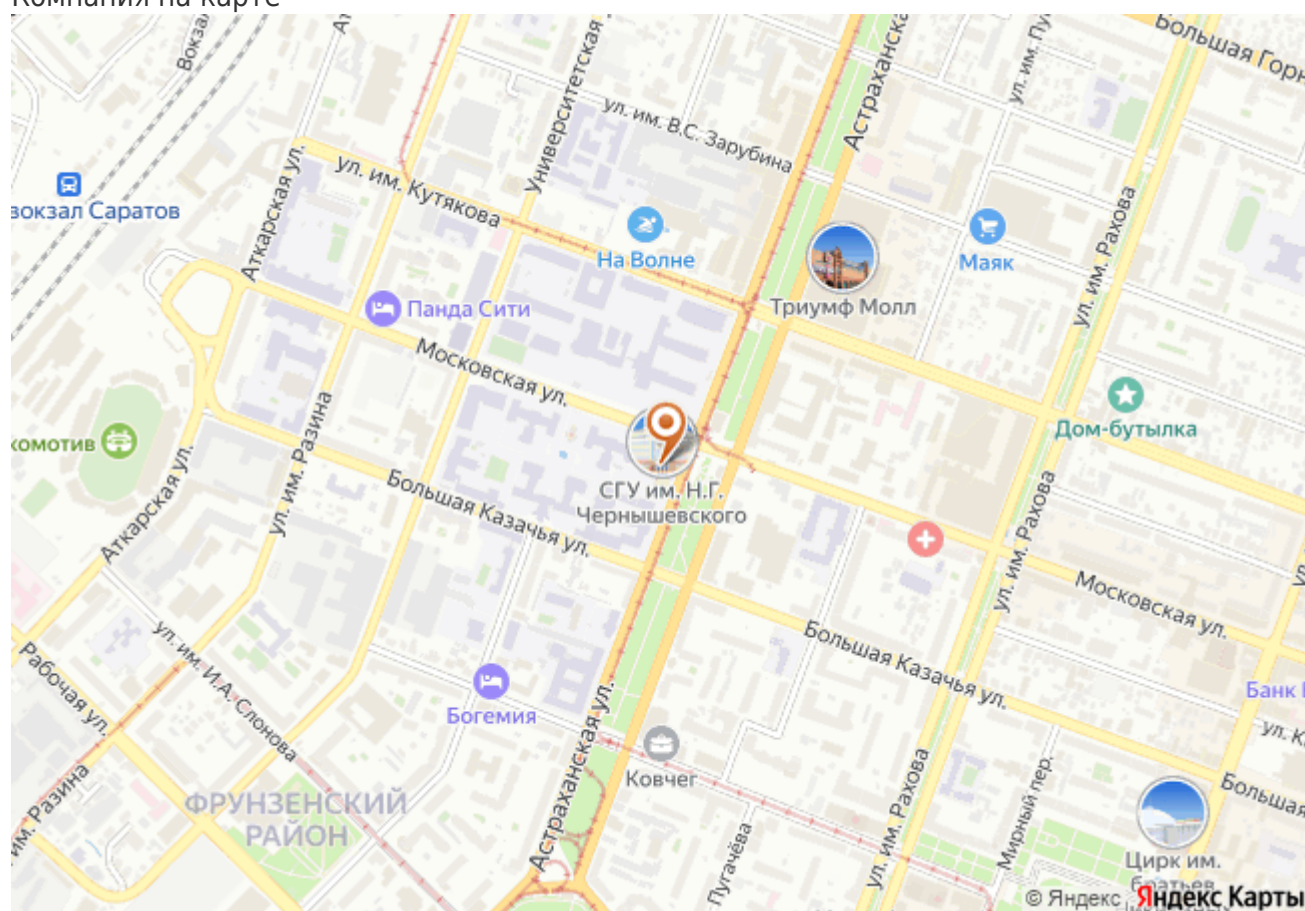 Компания на карте
Вокза
Университетская
Астраханска
ул. им. Пу
Большая Горн
ул. им. В.С. Зарубина
Аткарская ул.
ул. им. Кутякова
вокзал Саратов
На Волне
Маяк
ул. им. Рахова
Триумф Молл
Панда Сити
Московская ул.
Дом-бутылка
комотив
ул. им. Разина
СГУ им. Н.Г.
Чернышевского
Большая Казачья ул.
Аткарская ул.
ул. им. Рахова
Московская ул.
Большая Казачья ул.
Рабочая ул.
ул. им. И.А. Слонова
Богемия
Банк
ул. К.
Астраханская ул.
Ковчег
им. Разина
ФРУНЗЕНСКИЙ
РАЙОН
Пугачёва
ул. им. Рахова
Мирный пер.
Большая
Цирк им.
братьев
© Яндекс Яндекс Карты